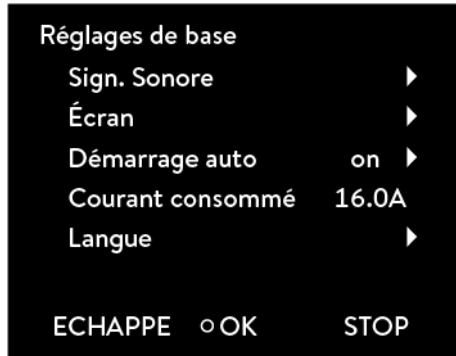 Réglages de base
Sign. Sonore
Écran
Démarrage auto on
Courant consommé 16.0A
Langue
ECHAPPE OK STOP